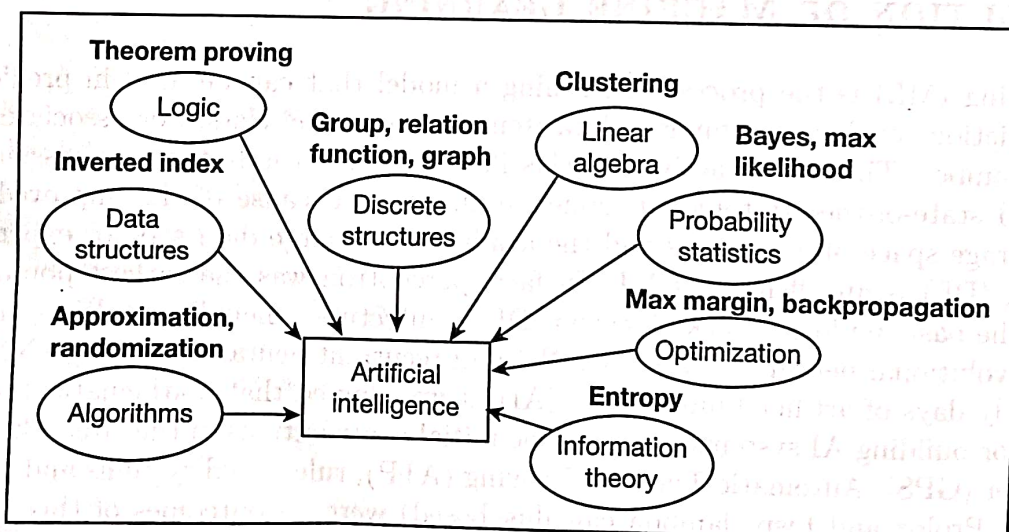 Theorem proving
Logic
Clustering
Linear
algebra
Group, relation
function, graph
Discrete
structures
Bayes, max
likelihood
Probability
statistics
Inverted index
Data
structures
Max margin, backpropagation
Optimization
Approximation,
randomization
Algorithms
Artificial
intelligence
Entropy
Information
theory